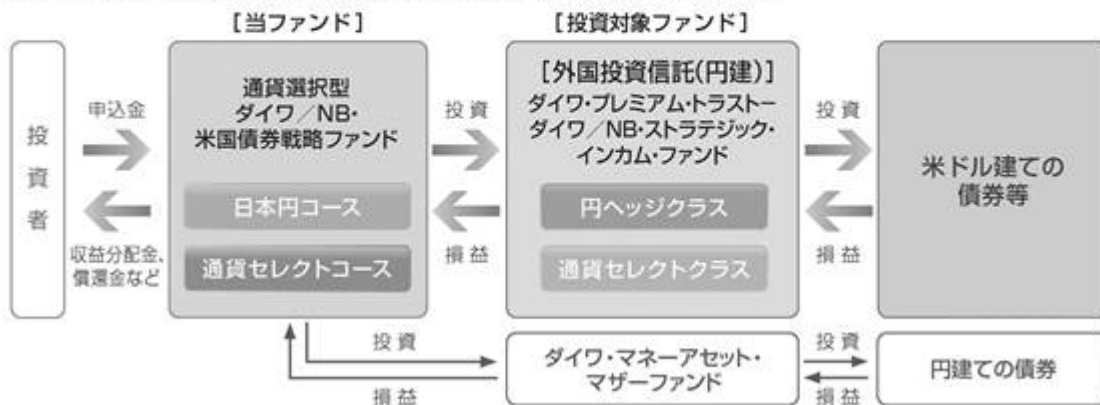 [当ファンド]
[投資対象ファンド]
投資者
申込金
収益分配金、
償還金など
通貨選択型
ダイワ/NB・
米国債券戦略ファンド
日本円コース
通貨セレクトコース
投資
損益
[外国投資信託(円建)]
ダイワ・プレミアム・トラスト－
ダイワ/NB・ストラテジック・
インカム・ファンド
円ヘッジクラス
通貨セレクトクラス
投資
損益
米ドル建ての
債券等
投資
損益
ダイワ・マネーアセット・
マザーファンド
投資
損益
円建ての債券